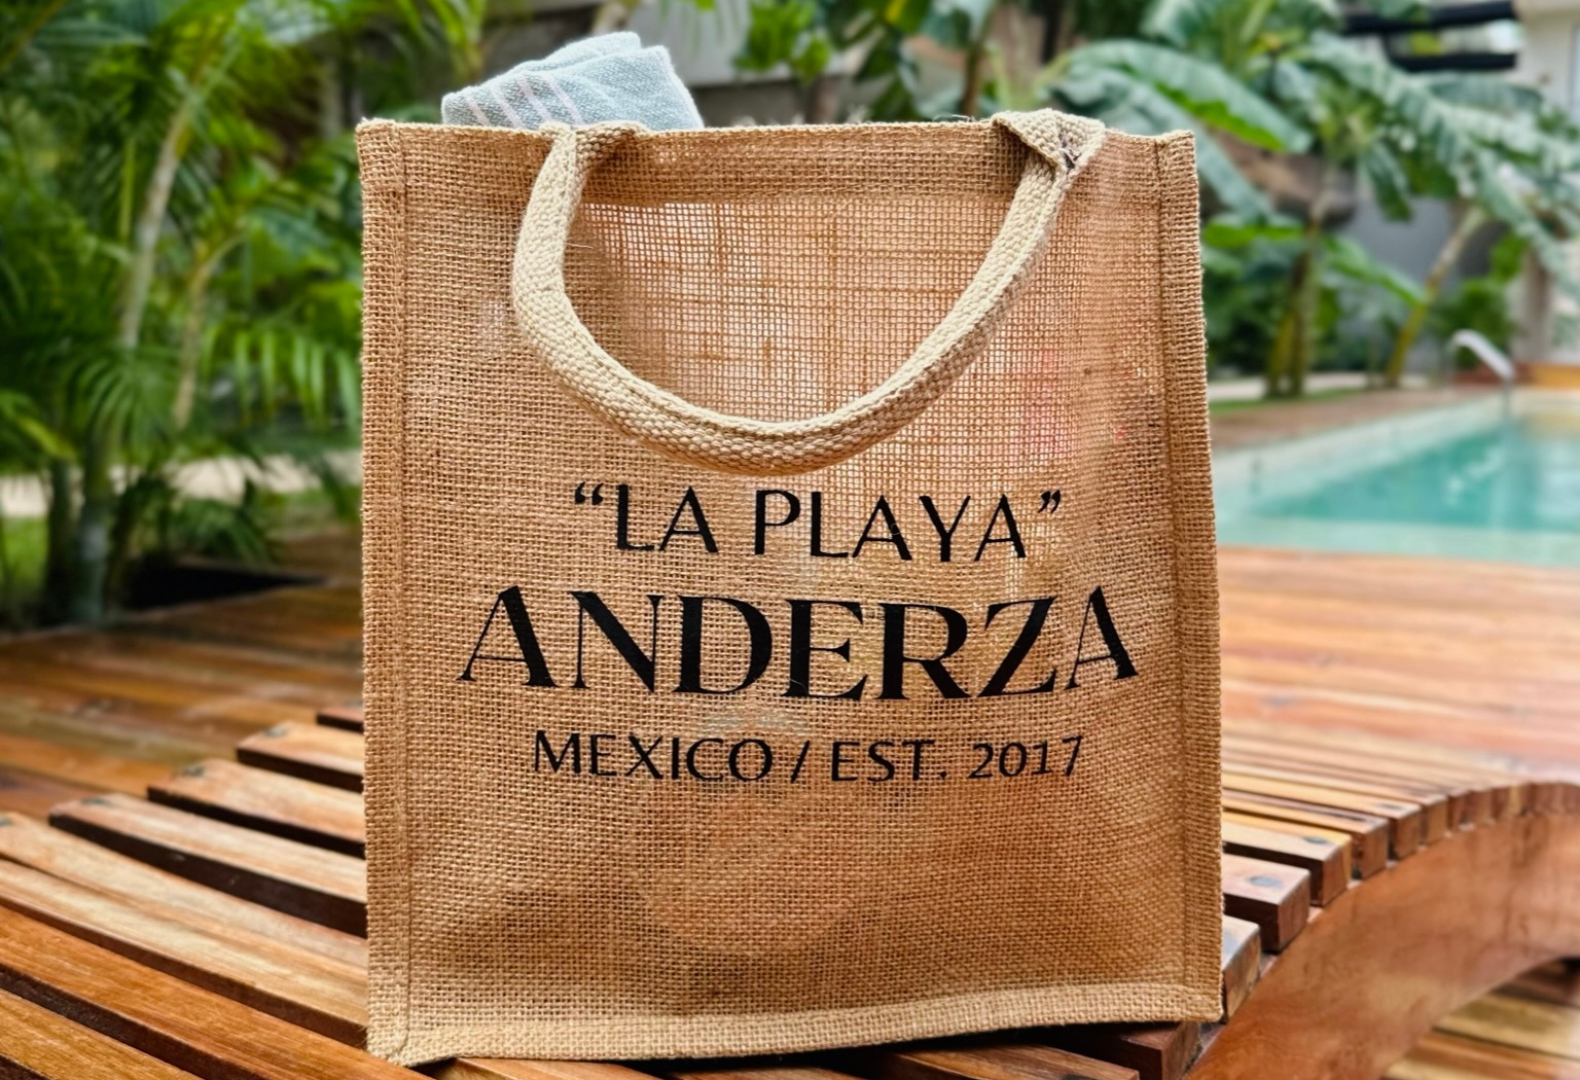 “LA PLAYA”
ANDERZA
MEXICO / EST. 2017